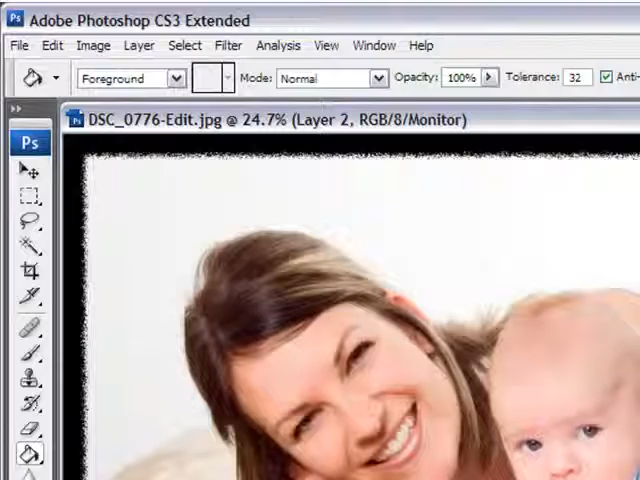 Ps Adobe Photoshop CS3 Extended
File Edit Image Layer Select Filter Analysis View Window Help
Foreground Mode: Normal Opacity: 100% Tolerance: 32 Anti-
DSC_0776-Edit.jpg @ 24.7% (Layer 2, RGB/8/Monitor)
Ps